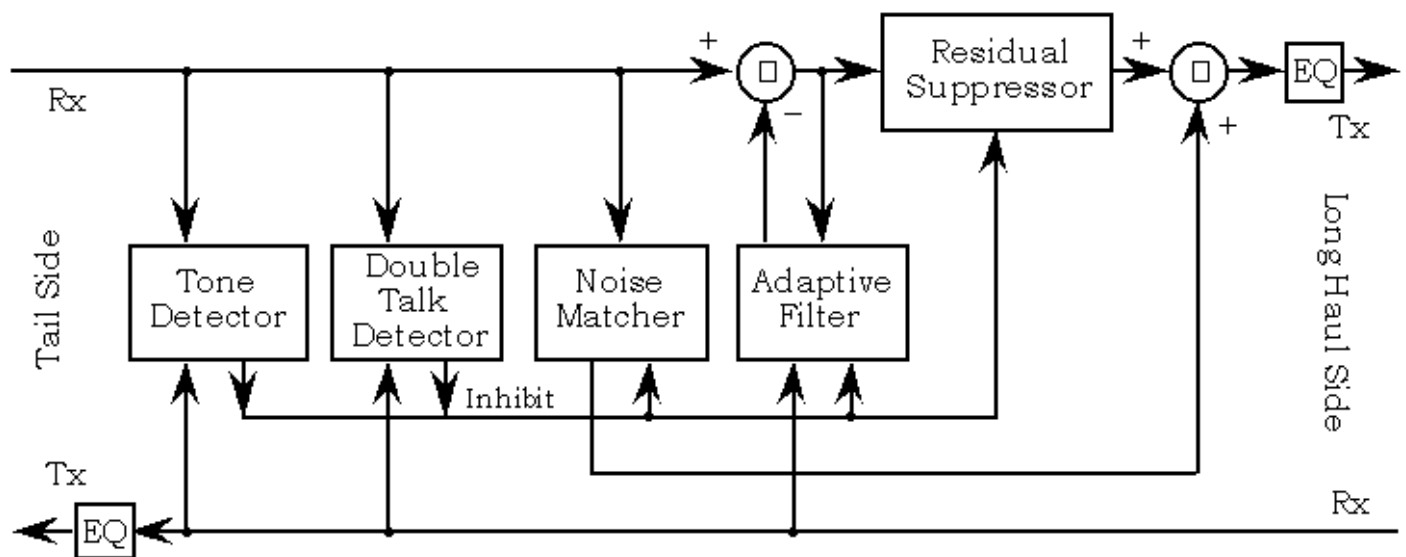 +
+
Residual
Suppressor
EQ
Rx
−
+
Tx
Tail Side
Tone
Detector
Double
Talk
Detector
Noise
Matcher
Adaptive
Filter
Long Haul Side
Inhibit
Tx
Rx
EQ